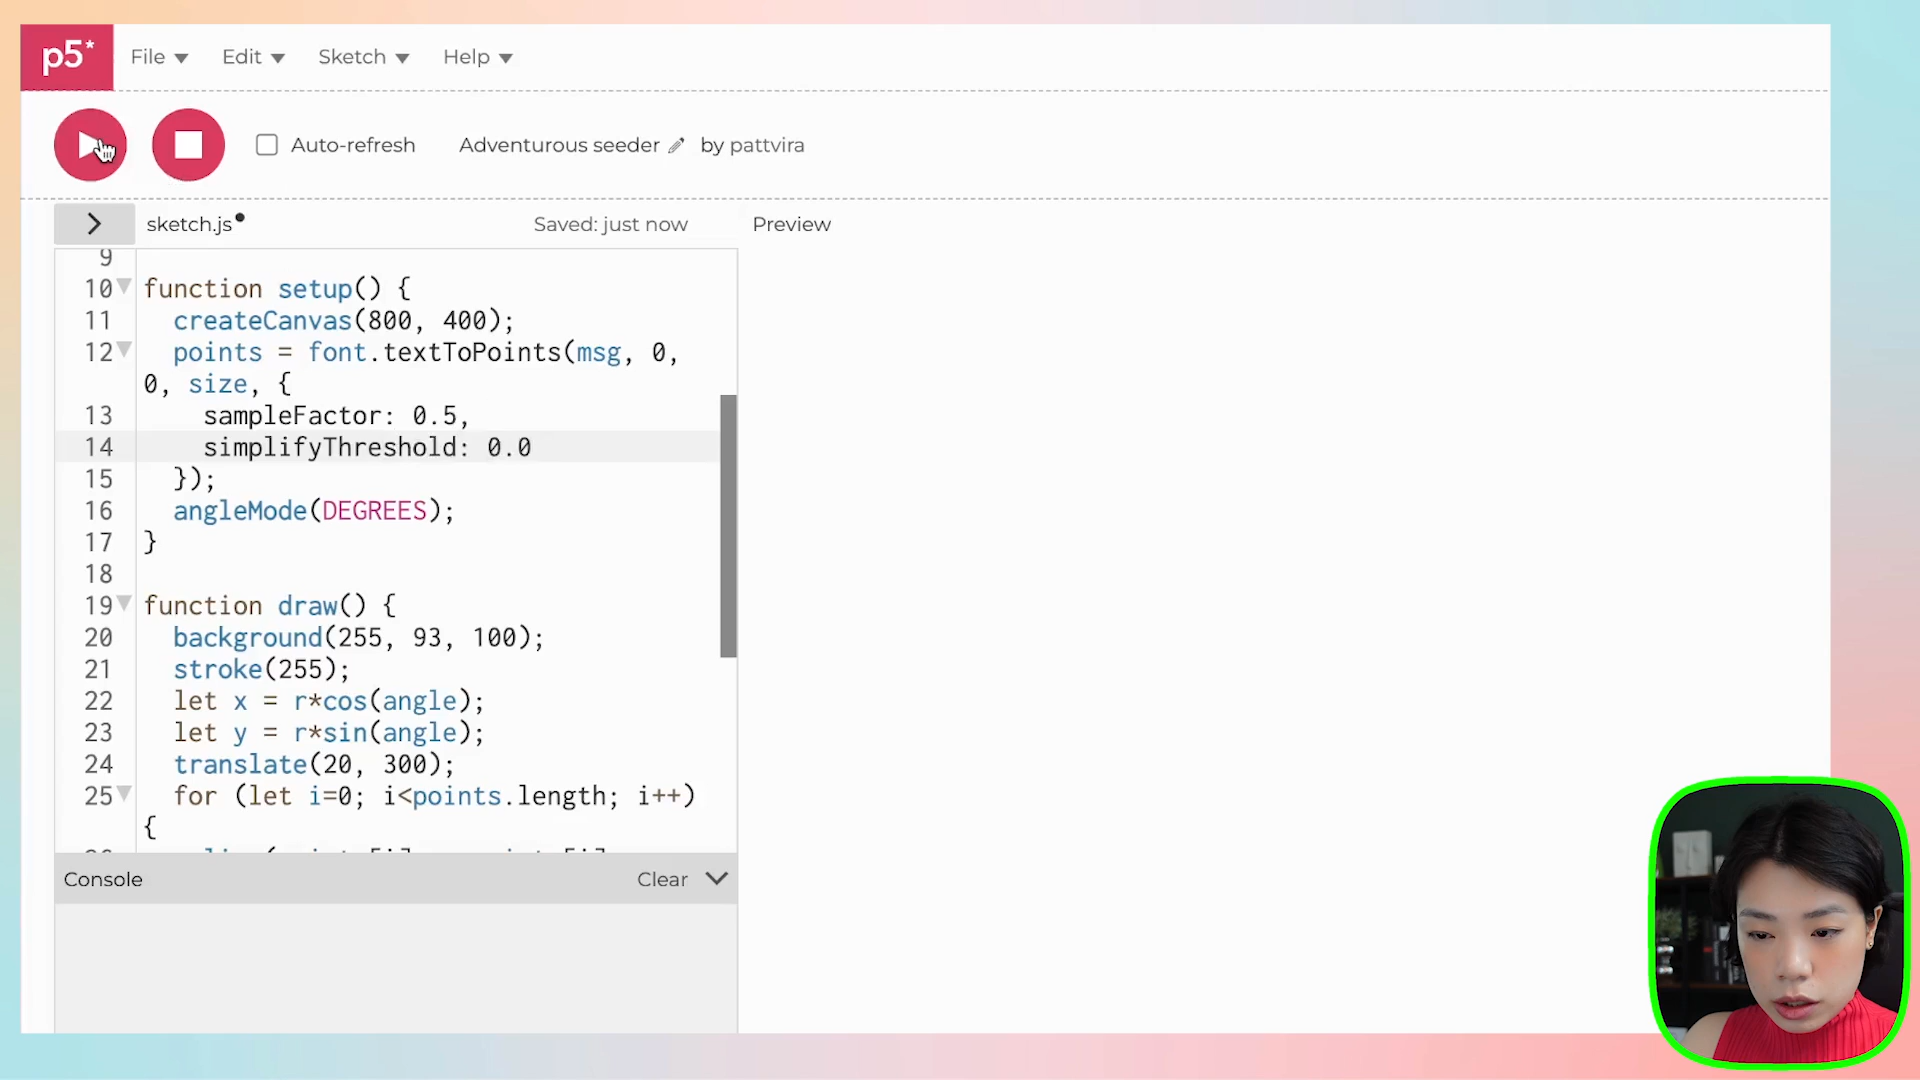 p5* File Edit Sketch Help
Auto-refresh Adventurous seeder by pattvira
sketch.js Saved: just now Preview
9
10 function setup() {
11   createCanvas(800, 400);
12   points = font.textToPoints(msg, 0,
0, size, {
13     sampleFactor: 0.5,
14     simplifyThreshold: 0.0
15   });
16   angleMode(DEGREES);
17 }
18
19 function draw() {
20   background(255, 93, 100);
21   stroke(255);
22   let x = r*cos(angle);
23   let y = r*sin(angle);
24   translate(20, 300);
25   for (let i=0; i<points.length; i++)
{
Console Clear